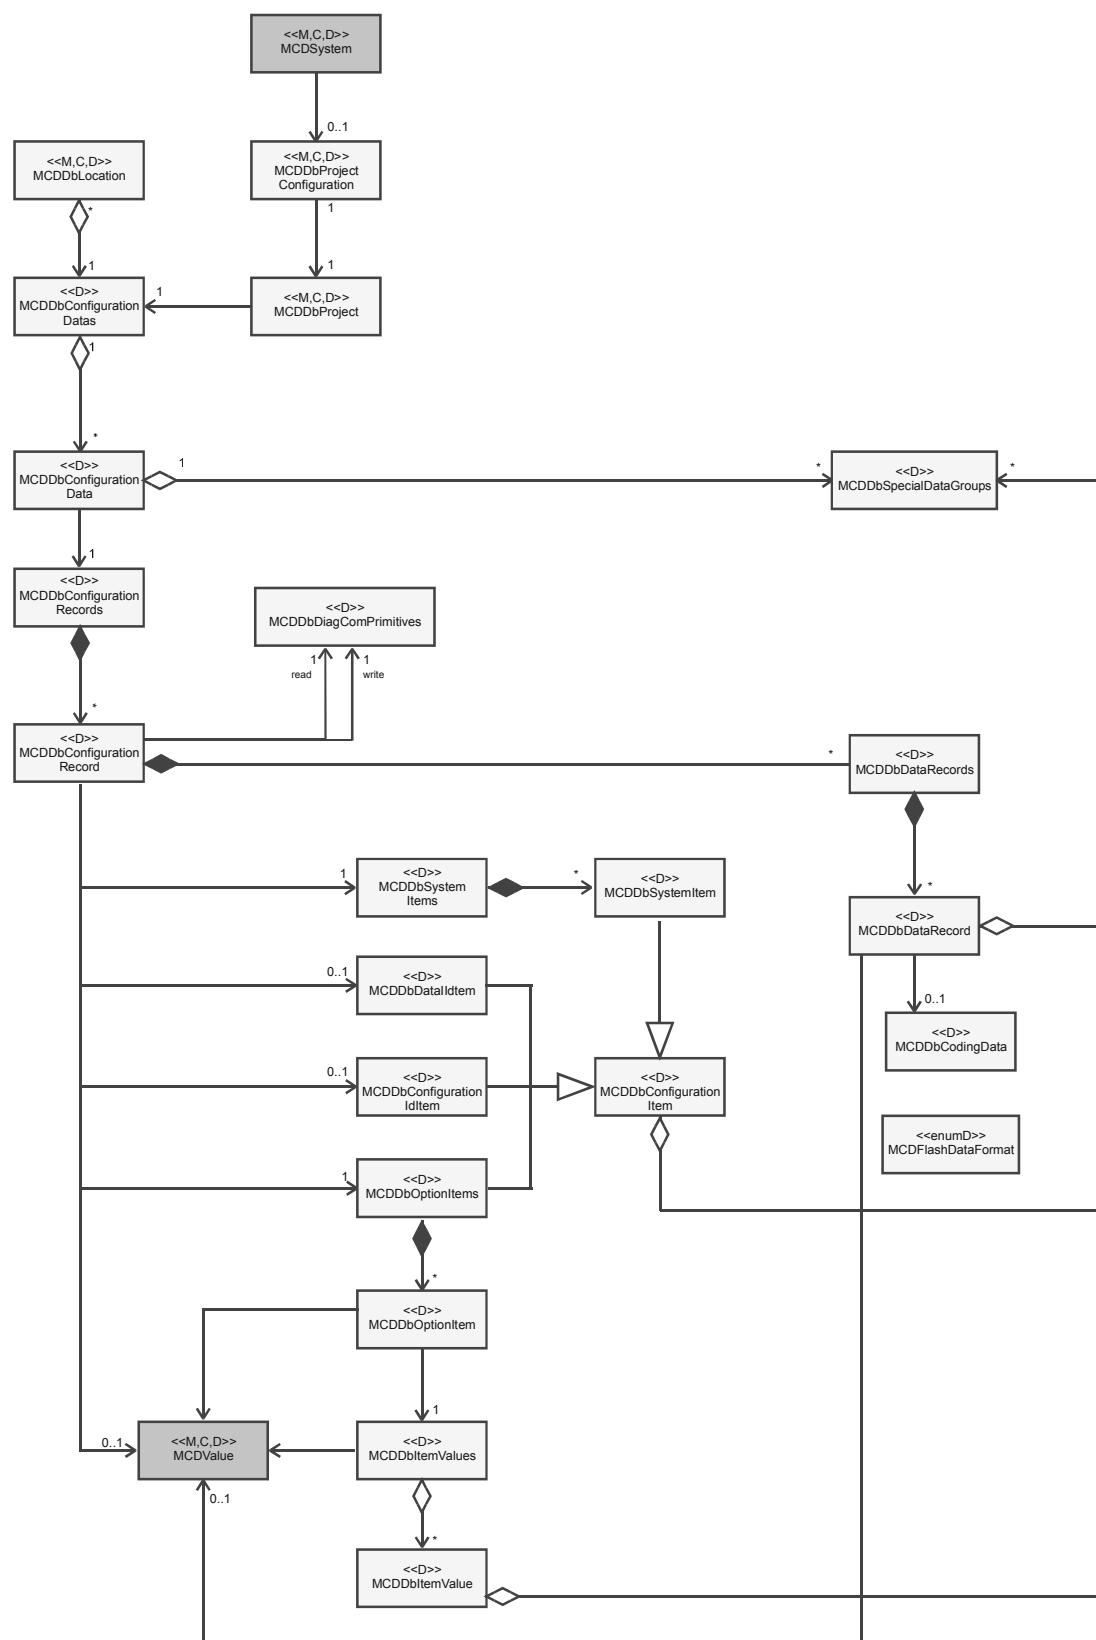 <<M,C,D>>
MCDSystem
0..1
<<M,C,D>>
MCDDbLocation
<<M,C,D>>
MCDDbProject
Configuration
*
1
1
1
<<D>>
MCDDbConfiguration
Datas
1
<<M,C,D>>
MCDDbProject
1
*
<<D>>
MCDDbConfiguration
Data
1
*
<<D>>
MCDDbSpecialDataGroups
*
1
<<D>>
MCDDbConfiguration
Records
<<D>>
MCDDbDiagComPrimitives
1
read
1
write
*
<<D>>
MCDDbConfiguration
Record
*
<<D>>
MCDDbDataRecords
1
<<D>>
MCDDbSystem
Items
*
<<D>>
MCDDbSystemItem
*
<<D>>
MCDDbDataRecord
0..1
<<D>>
MCDDbDataIdtem
0..1
<<D>>
MCDDbCodingData
0..1
<<D>>
MCDDbConfiguration
IdItem
<<D>>
MCDDbConfiguration
Item
<<enumD>>
MCDFlashDataFormat
1
<<D>>
MCDDbOptionItems
*
<<D>>
MCDDbOptionItem
1
0..1
<<M,C,D>>
MCDValue
<<D>>
MCDDbItemValues
0..1
*
<<D>>
MCDDbItemValue